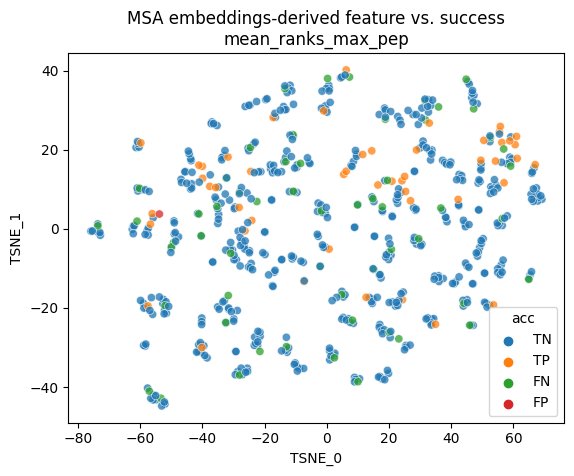 MSA embeddings-derived feature vs. success
mean_ranks_max_pep
40
20
0
−20
−40
TSNE_1
−80
−60
−40
−20
0
20
40
60
TSNE_0
acc
TN
TP
FN
FP